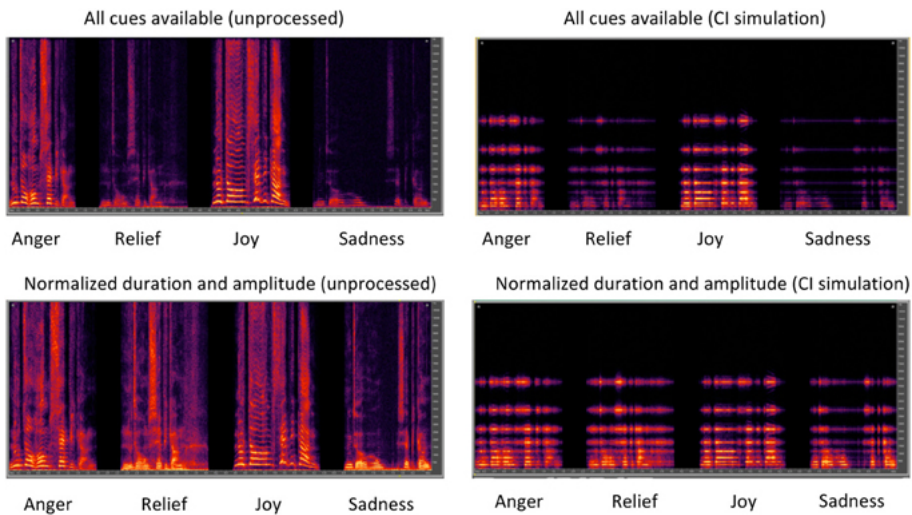 All cues available (unprocessed)
All cues available (CI simulation)
Anger Relief Joy Sadness
Anger Relief Joy Sadness
Normalized duration and amplitude (unprocessed)
Normalized duration and amplitude (CI simulation)
Anger Relief Joy Sadness
Anger Relief Joy Sadness